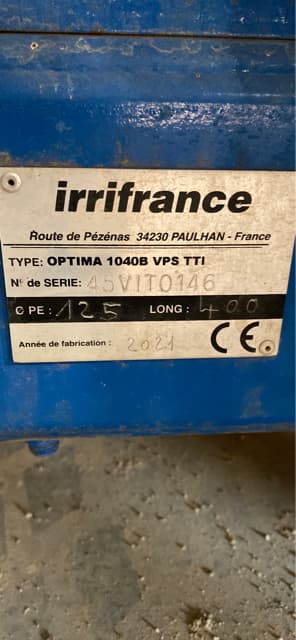 irrifrance
Route de Pézénas 34230 PAULHAN - France
TYPE: OPTIMA 1040B VPS TTI
N° de SERIE: 45VIT0146
∅ PE: 125 LONG: 400
Année de fabrication: 2021 CE